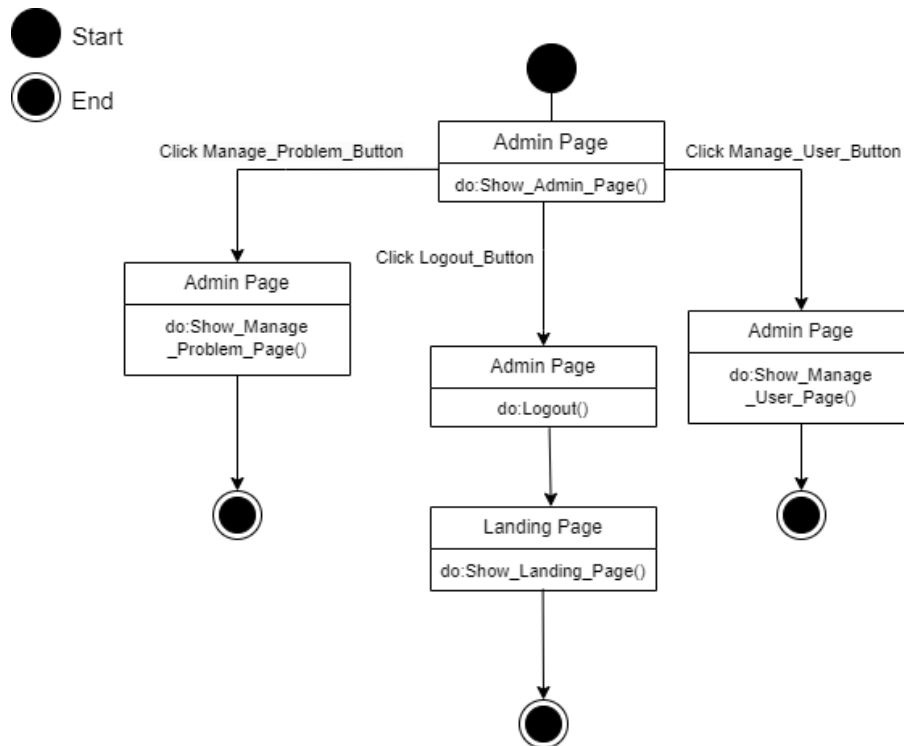 Start
End
Admin Page
do:Show_Admin_Page()
Click Manage_Problem_Button
Click Manage_User_Button
Click Logout_Button
Admin Page
do:Show_Manage
_Problem_Page()
Admin Page
do:Show_Manage
_User_Page()
Admin Page
do:Logout()
Landing Page
do:Show_Landing_Page()